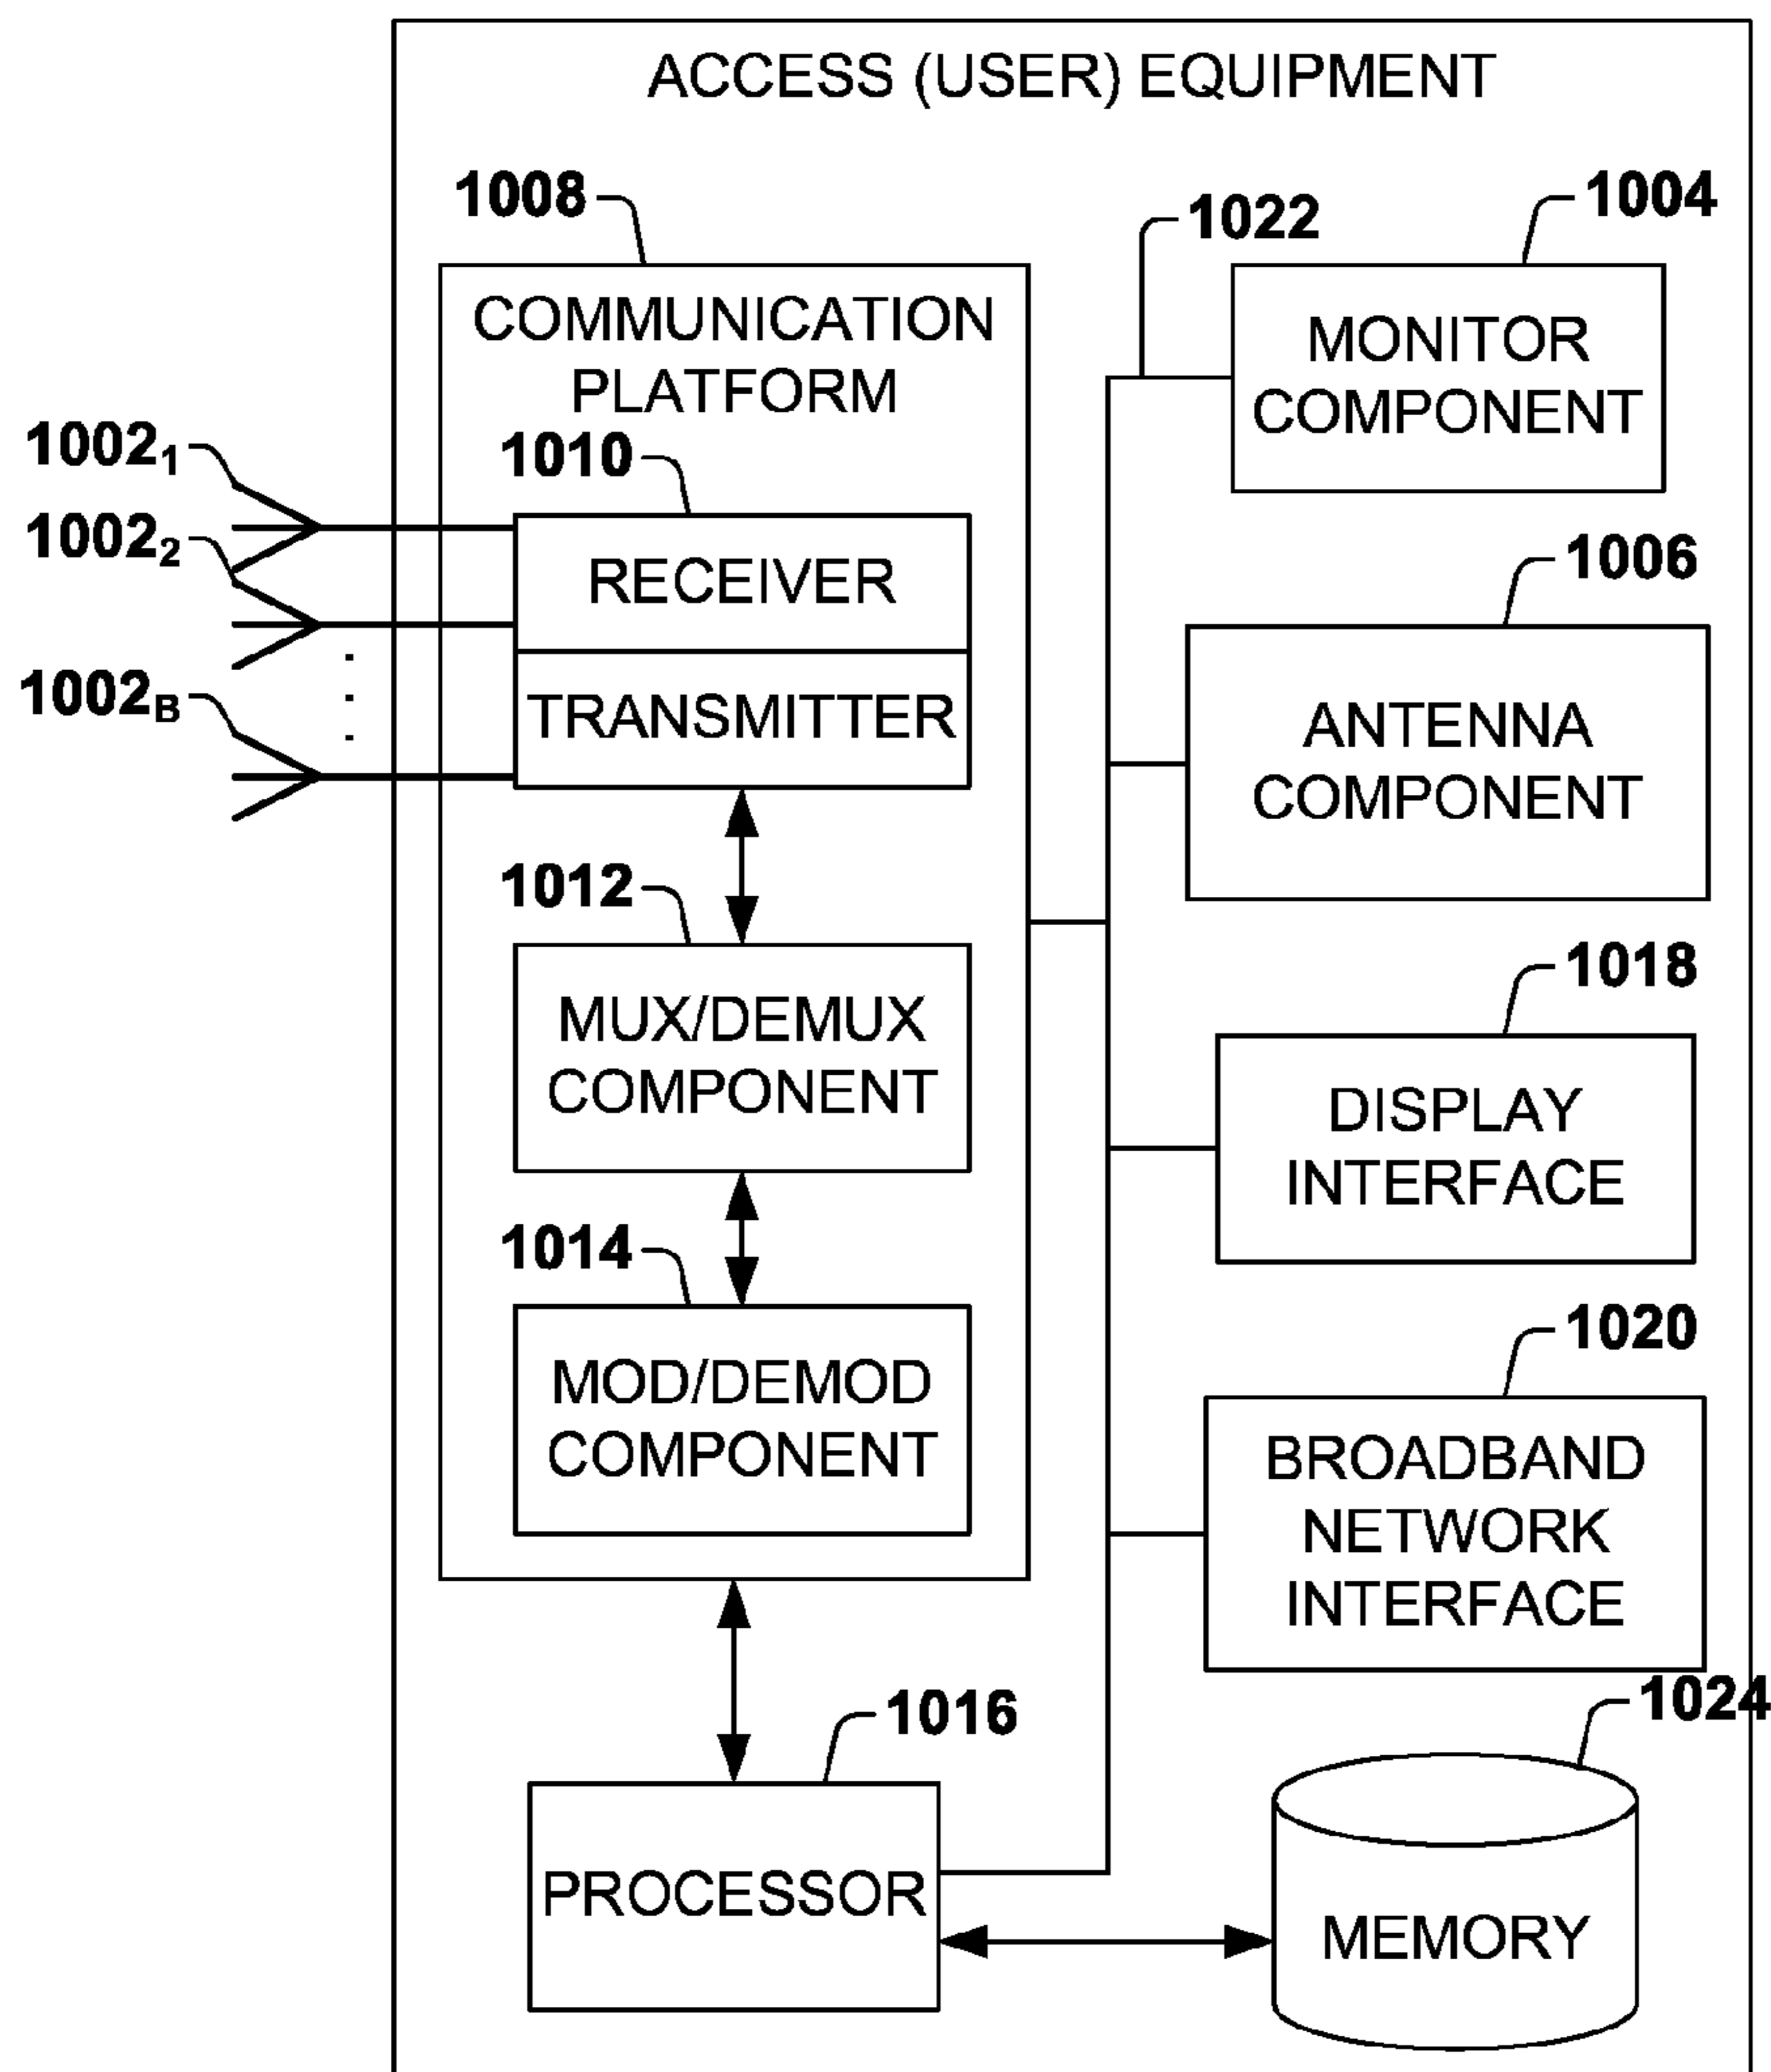 ACCESS (USER) EQUIPMENT
1008
1022
1004
COMMUNICATION
PLATFORM
MONITOR
COMPONENT
1002₁
1010
1002₂
RECEIVER
1006
1002B
TRANSMITTER
ANTENNA
COMPONENT
1012
MUX/DEMUX
COMPONENT
1018
DISPLAY
INTERFACE
1014
MOD/DEMOD
COMPONENT
1020
BROADBAND
NETWORK
INTERFACE
1016
1024
PROCESSOR
MEMORY